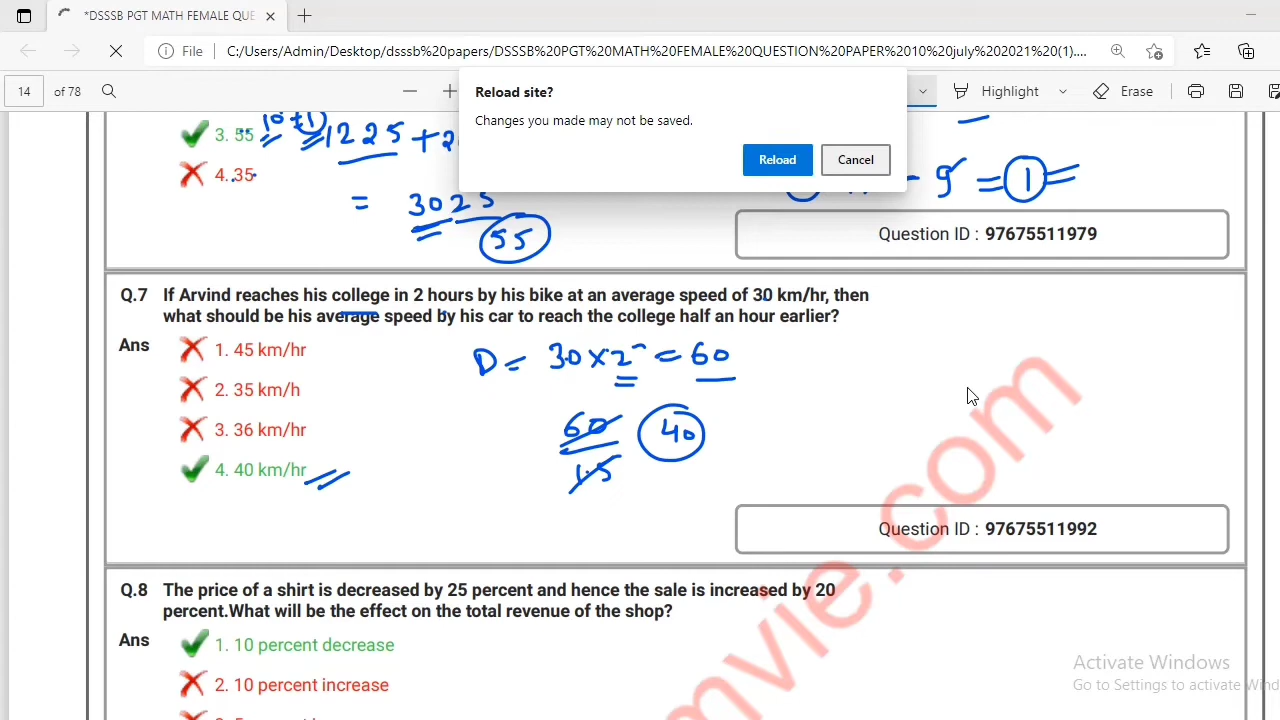 *DSSSB PGT MATH FEMALE QUE
File
C:/Users/Admin/Desktop/dsssb%20papers/DSSSB%20PGT%20MATH%20FEMALE%20QUESTION%20PAPER%2010%20july%202021%20(1)....
14 of 78
Highlight
Erase
Reload site?
Changes you made may not be saved.
Reload
Cancel
3. 55
10 + 1
1225 + 2
4. 35
= 3025
55
- 9 = 1
Question ID : 97675511979
Q.7 If Arvind reaches his college in 2 hours by his bike at an average speed of 30 km/hr, then
what should be his average speed by his car to reach the college half an hour earlier?
Ans
1. 45 km/hr
2. 35 km/h
3. 36 km/hr
4. 40 km/hr
D = 30 × 2 = 60
60
1.5
40
Question ID : 97675511992
Q.8 The price of a shirt is decreased by 25 percent and hence the sale is increased by 20
percent.What will be the effect on the total revenue of the shop?
Ans
1. 10 percent decrease
2. 10 percent increase
mvie.com
Activate Windows
Go to Settings to activate Wind